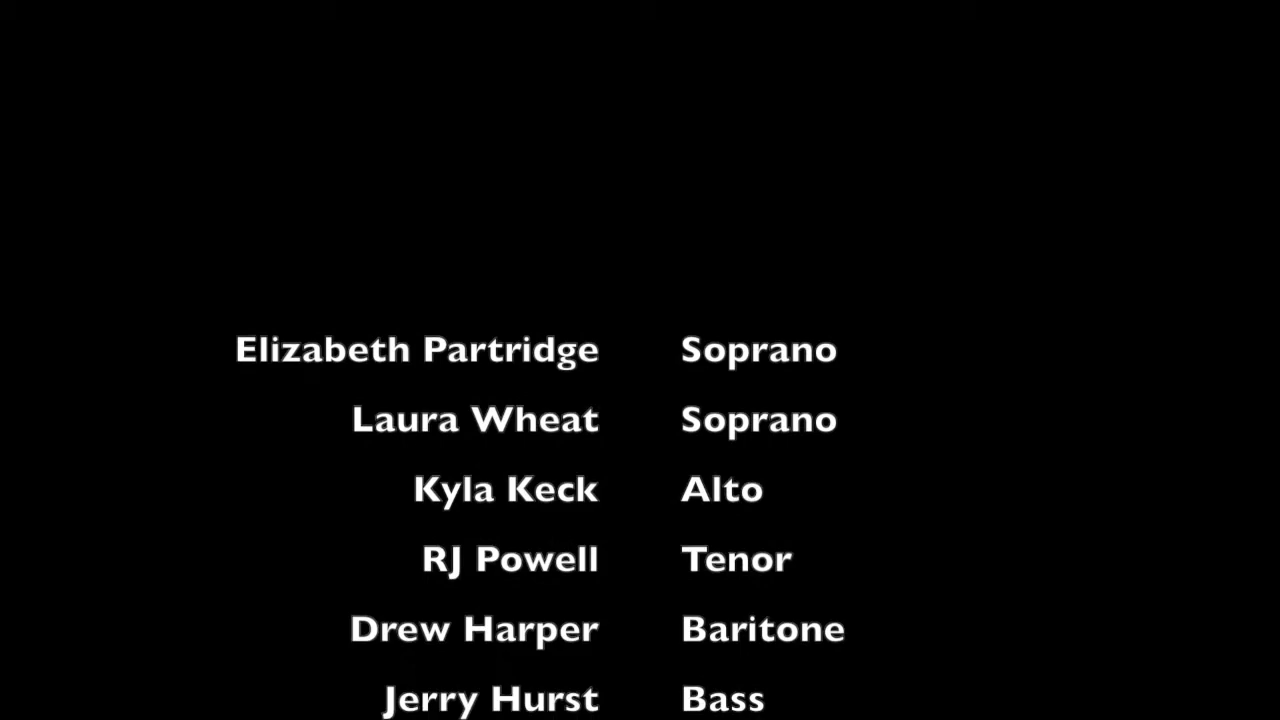 Elizabeth Partridge Soprano
Laura Wheat Soprano
Kyla Keck Alto
RJ Powell Tenor
Drew Harper Baritone
Jerry Hurst Bass